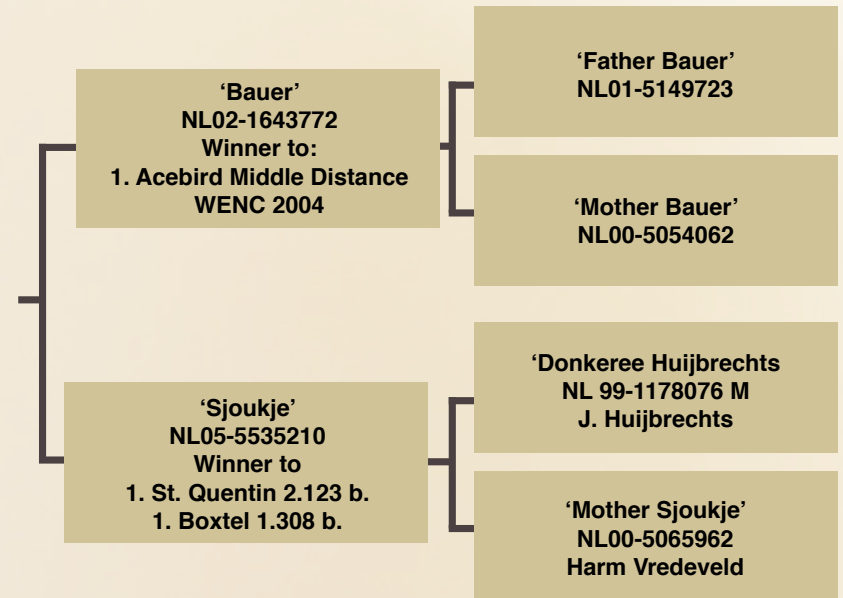 ‘Father Bauer’
NL01-5149723
‘Bauer’
NL02-1643772
Winner to:
1. Acebird Middle Distance
WENC 2004
‘Mother Bauer’
NL00-5054062
‘Donkeree Huijbrechts
NL 99-1178076 M
J. Huijbrechts
‘Sjoukje’
NL05-5535210
Winner to
1. St. Quentin 2.123 b.
1. Boxtel 1.308 b.
‘Mother Sjoukje’
NL00-5065962
Harm Vredeveld